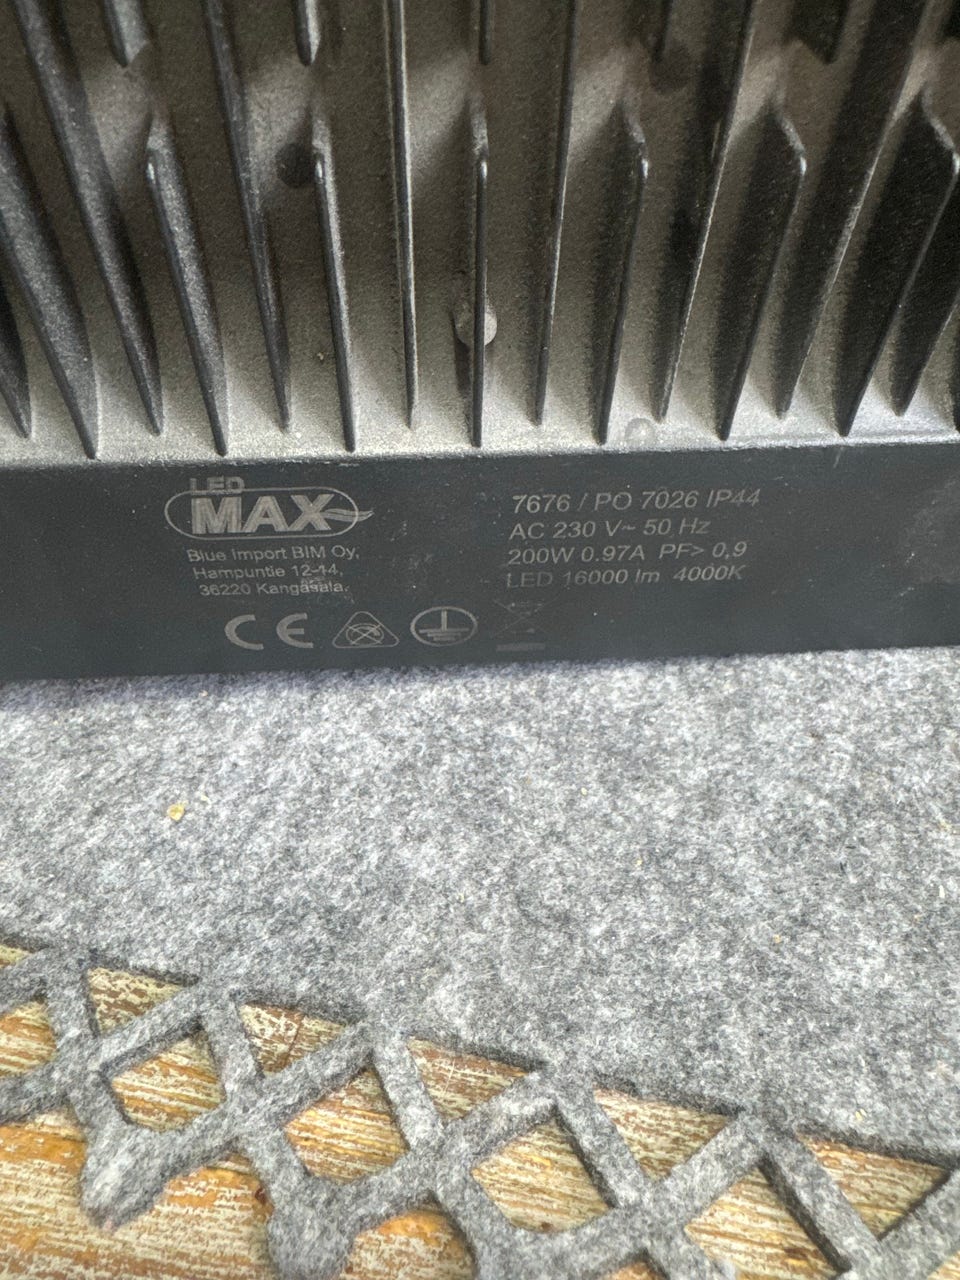 LED
MAX
Blue Import BIM Oy,
Hampuntie 12-14,
36220 Kangasala.
CE
7676 / PO 7026 IP44
AC 230 V~ 50 Hz
200W 0.97A PF> 0,9
LED 16000 lm 4000K